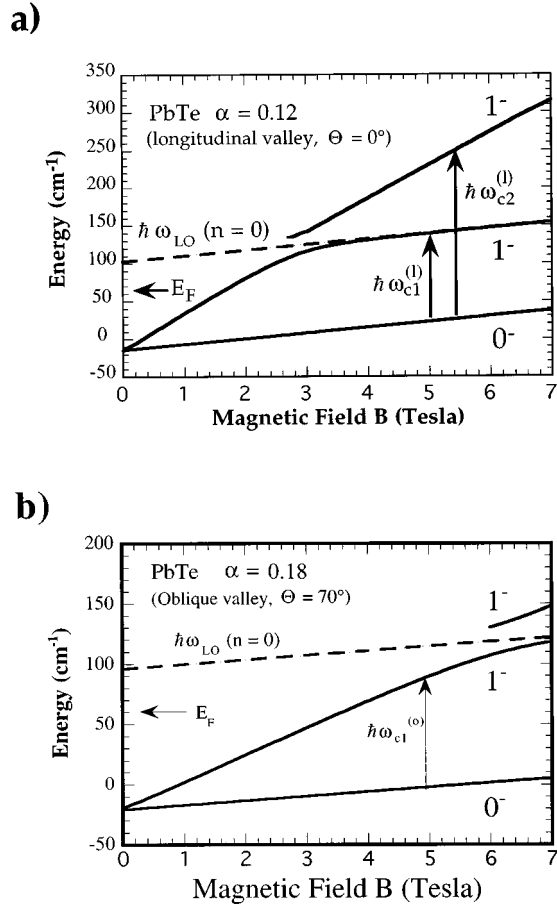 a)
350
300
250
200
150
100
50
0
-50
Energy (cm⁻¹)
PbTe α = 0.12
(longitudinal valley, Θ = 0°)
1⁻
ħ ω_LO (n = 0)
ħ ω_c2^(l)
1⁻
ħ ω_c1^(l)
E_F
0⁻
0 1 2 3 4 5 6 7
Magnetic Field B (Tesla)
b)
200
150
100
50
0
-50
Energy (cm⁻¹)
PbTe α = 0.18
(Oblique valley, Θ = 70°)
1⁻
ħω_LO (n = 0)
1⁻
E_F
ħω_c1^(o)
0⁻
0 1 2 3 4 5 6 7
Magnetic Field B (Tesla)